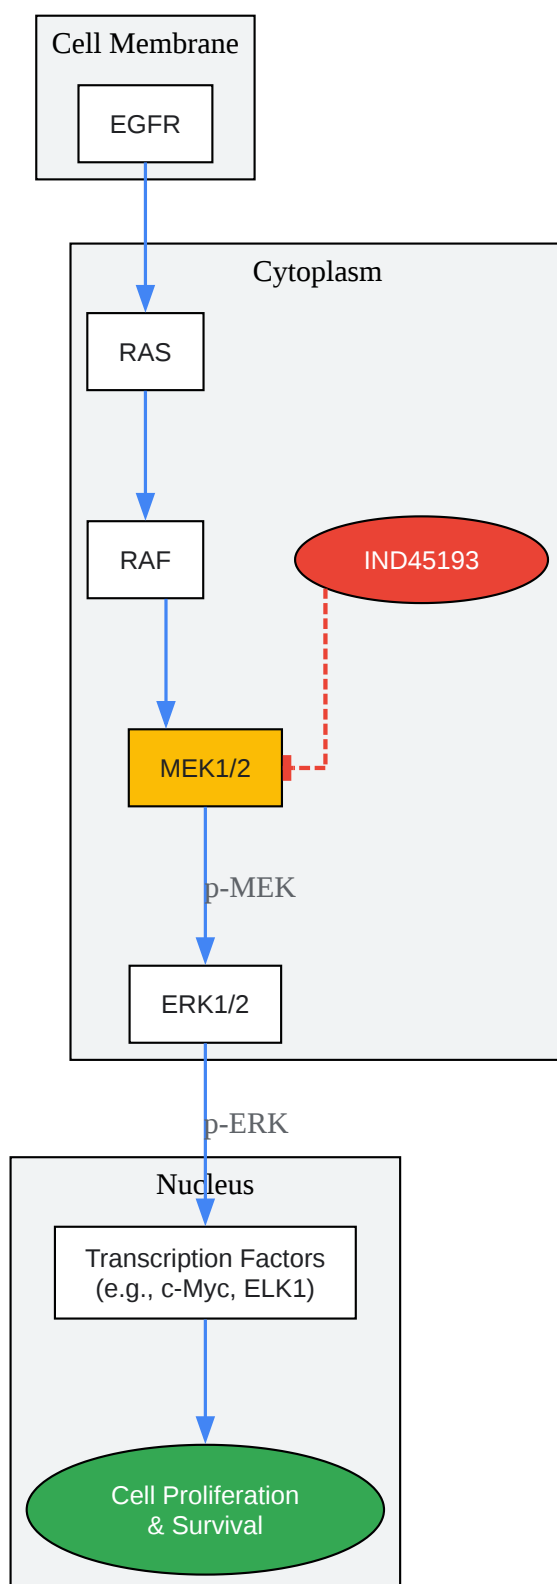 Cell Membrane
EGFR
Cytoplasm
RAS
RAF
IND45193
MEK1/2
p-MEK
ERK1/2
p-ERK
Nucleus
Transcription Factors
(e.g., c-Myc, ELK1)
Cell Proliferation
& Survival